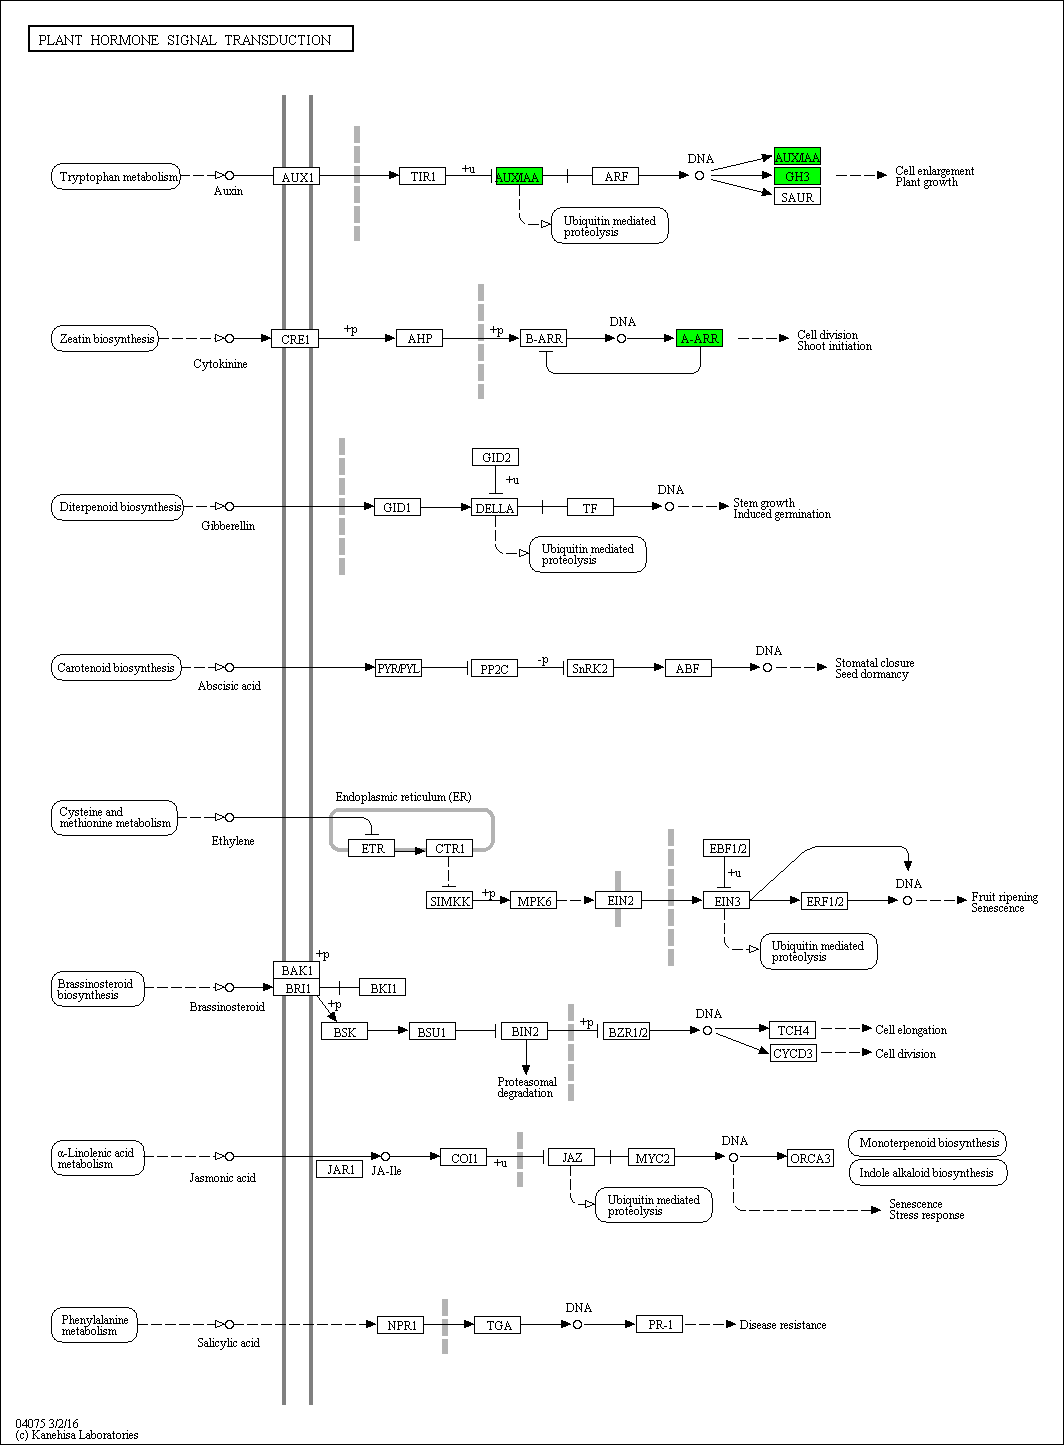 PLANT HORMONE SIGNAL TRANSDUCTION
Tryptophan metabolism
Auxin
AUX1
TIR1
+u
AUX/IAA
ARF
DNA
AUX/IAA
GH3
SAUR
Cell enlargement
Plant growth
Ubiquitin mediated
proteolysis
Zeatin biosynthesis
Cytokinine
CRE1
+p
AHP
+p
B-ARR
DNA
A-ARR
Cell division
Shoot initiation
GID2
+u
Diterpenoid biosynthesis
Gibberellin
GID1
DELLA
TF
DNA
Stem growth
Induced germination
Ubiquitin mediated
proteolysis
Carotenoid biosynthesis
Abscisic acid
PYR/PYL
PP2C
-p
SnRK2
ABF
DNA
Stomatal closure
Seed dormancy
Endoplasmic reticulum (ER)
Cysteine and
methionine metabolism
Ethylene
ETR
CTR1
SIMKK
+p
MPK6
EIN2
EBF1/2
+u
EIN3
ERF1/2
DNA
Fruit ripening
Senescence
Ubiquitin mediated
proteolysis
Brassinosteroid
biosynthesis
Brassinosteroid
BAK1
+p
BRI1
BKI1
+p
BSK
BSU1
BIN2
+p
BZR1/2
DNA
TCH4
Cell elongation
CYCD3
Cell division
Proteasomal
degradation
α-Linolenic acid
metabolism
Jasmonic acid
JAR1
JA-Ile
COI1
+u
JAZ
MYC2
DNA
ORCA3
Monoterpenoid biosynthesis
Indole alkaloid biosynthesis
Ubiquitin mediated
proteolysis
Senescence
Stress response
Phenylalanine
metabolism
Salicylic acid
NPR1
TGA
DNA
PR-1
Disease resistance
04075 3/2/16
(c) Kanehisa Laboratories